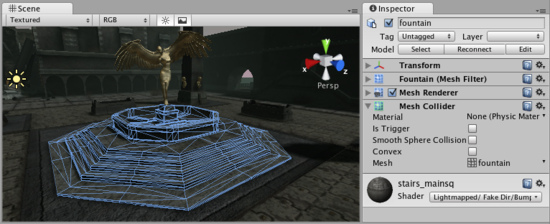 Scene
Textured
RGB
x
z
Persp
Inspector
fountain
Tag
Untagged
Layer
Model
Select
Reconnect
Edit
Transform
Fountain (Mesh Filter)
Mesh Renderer
Mesh Collider
Material
None (Physic Mater
Is Trigger
Smooth Sphere Collision
Convex
Mesh
fountain
stairs_mainsq
Shader
Lightmapped/ Fake Dir/Bump